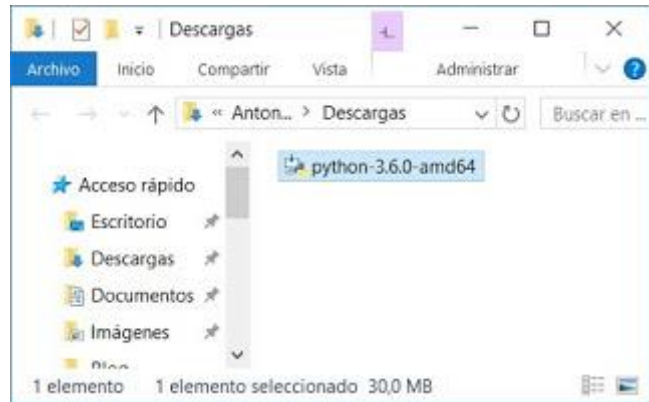 Descargas
Archivo Inicio Compartir Vista Administrar
« Anton... > Descargas Buscar en ...
python-3.6.0-amd64
Acceso rápido
Escritorio
Descargas
Documentos
Imágenes
1 elemento 1 elemento seleccionado 30,0 MB